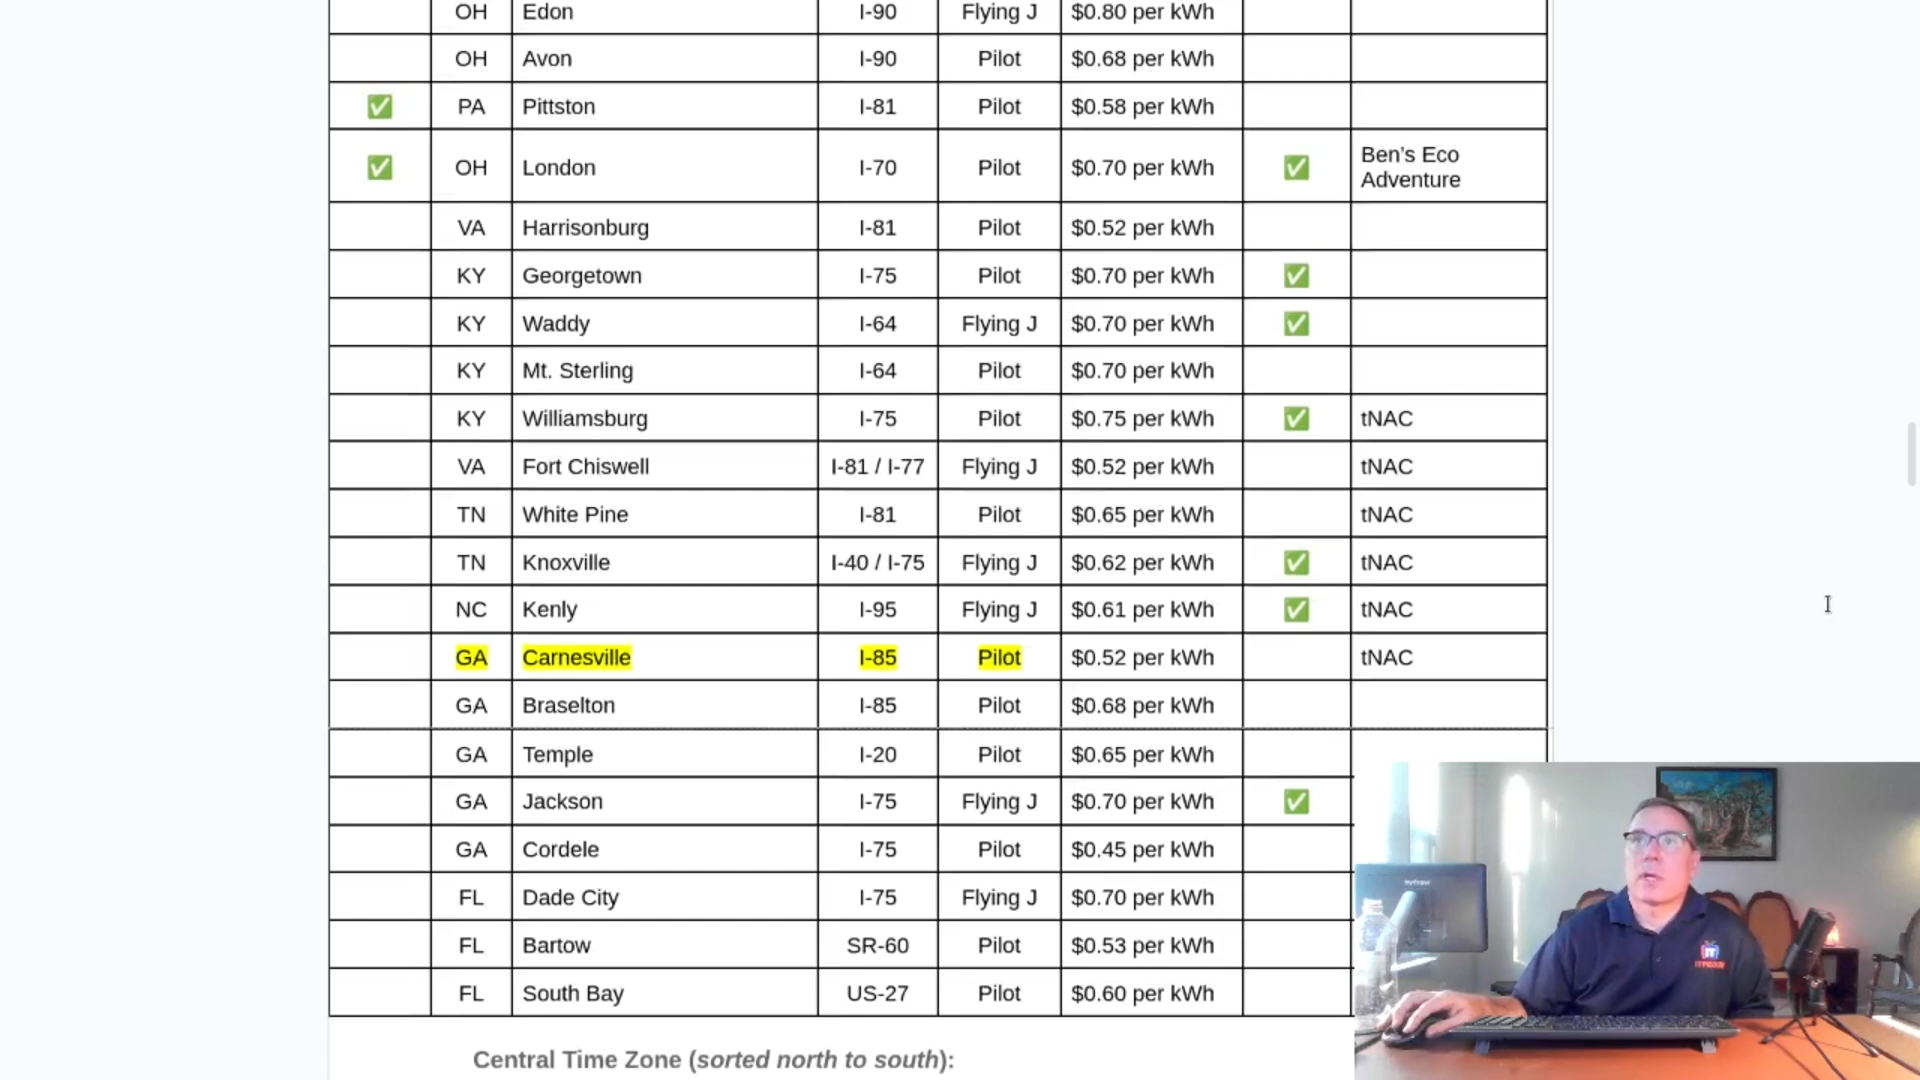 OH Edon I-90 Flying J $0.80 per kWh
OH Avon I-90 Pilot $0.68 per kWh
✅ PA Pittston I-81 Pilot $0.58 per kWh
✅ OH London I-70 Pilot $0.70 per kWh ✅ Ben's Eco
Adventure
VA Harrisonburg I-81 Pilot $0.52 per kWh
KY Georgetown I-75 Pilot $0.70 per kWh ✅
KY Waddy I-64 Flying J $0.70 per kWh ✅
KY Mt. Sterling I-64 Pilot $0.70 per kWh
KY Williamsburg I-75 Pilot $0.75 per kWh ✅ tNAC
VA Fort Chiswell I-81 / I-77 Flying J $0.52 per kWh tNAC
TN White Pine I-81 Pilot $0.65 per kWh tNAC
TN Knoxville I-40 / I-75 Flying J $0.62 per kWh ✅ tNAC
NC Kenly I-95 Flying J $0.61 per kWh ✅ tNAC
GA Carnesville I-85 Pilot $0.52 per kWh tNAC
GA Braselton I-85 Pilot $0.68 per kWh
GA Temple I-20 Pilot $0.65 per kWh
GA Jackson I-75 Flying J $0.70 per kWh ✅
GA Cordele I-75 Pilot $0.45 per kWh
FL Dade City I-75 Flying J $0.70 per kWh
FL Bartow SR-60 Pilot $0.53 per kWh
FL South Bay US-27 Pilot $0.60 per kWh
Central Time Zone (sorted north to south):